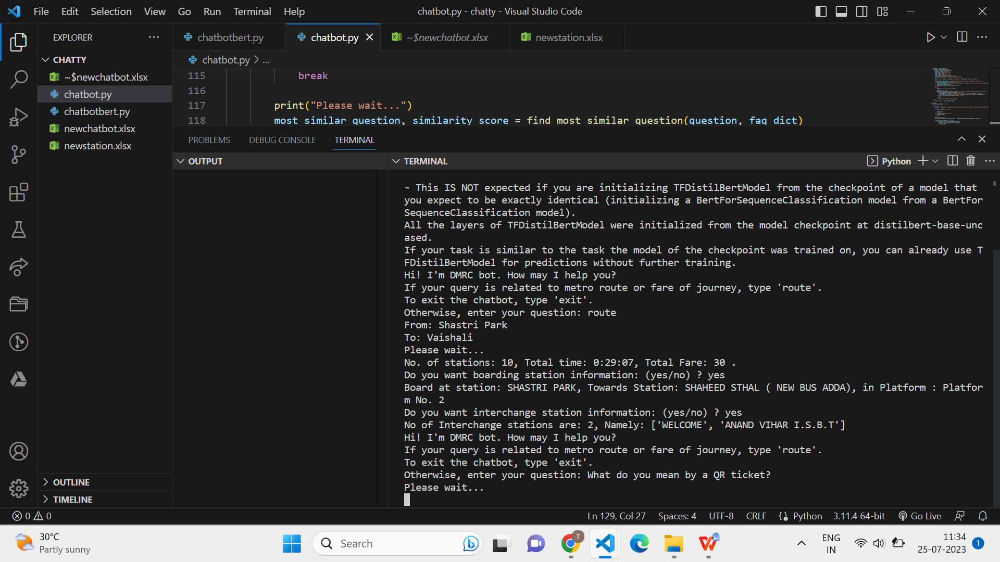 File Edit Selection View Go Run Terminal Help
chatbot.py - chatty - Visual Studio Code
EXPLORER
chatbotbert.py
chatbot.py
~$newchatbot.xlsx
newstation.xlsx
CHATTY
~$newchatbot.xlsx
chatbot.py
chatbotbert.py
newchatbot.xlsx
newstation.xlsx
chatbot.py > ...
115 break
116
117 print("Please wait...")
118 most_similar_question, similarity_score = find_most_similar_question(question, faq_dict)
PROBLEMS DEBUG CONSOLE TERMINAL
OUTPUT
TERMINAL
Python
- This IS NOT expected if you are initializing TFDistilBertModel from the checkpoint of a model that
you expect to be exactly identical (initializing a BertForSequenceClassification model from a BertFor
SequenceClassification model).
All the layers of TFDistilBertModel were initialized from the model checkpoint at distilbert-base-unc
ased.
If your task is similar to the task the model of the checkpoint was trained on, you can already use T
FDistilBertModel for predictions without further training.
Hi! I'm DMRC bot. How may I help you?
If your query is related to metro route or fare of journey, type 'route'.
To exit the chatbot, type 'exit'.
Otherwise, enter your question: route
From: Shastri Park
To: Vaishali
Please wait...
No. of stations: 10, Total time: 0:29:07, Total Fare: 30 .
Do you want boarding station information: (yes/no) ? yes
Board at station: SHASTRI PARK, Towards Station: SHAHEED STHAL ( NEW BUS ADDA), in Platform : Platfor
m No. 2
Do you want interchange station information: (yes/no) ? yes
No of Interchange stations are: 2, Namely: ['WELCOME', 'ANAND VIHAR I.S.B.T']
Hi! I'm DMRC bot. How may I help you?
If your query is related to metro route or fare of journey, type 'route'.
To exit the chatbot, type 'exit'.
Otherwise, enter your question: What do you mean by a QR ticket?
Please wait...
OUTLINE
TIMELINE
0 0
Ln 129, Col 27 Spaces: 4 UTF-8 CRLF Python 3.11.4 64-bit Go Live
30°C
Partly sunny
Search
T
W
ENG
IN
11:34
25-07-2023
1